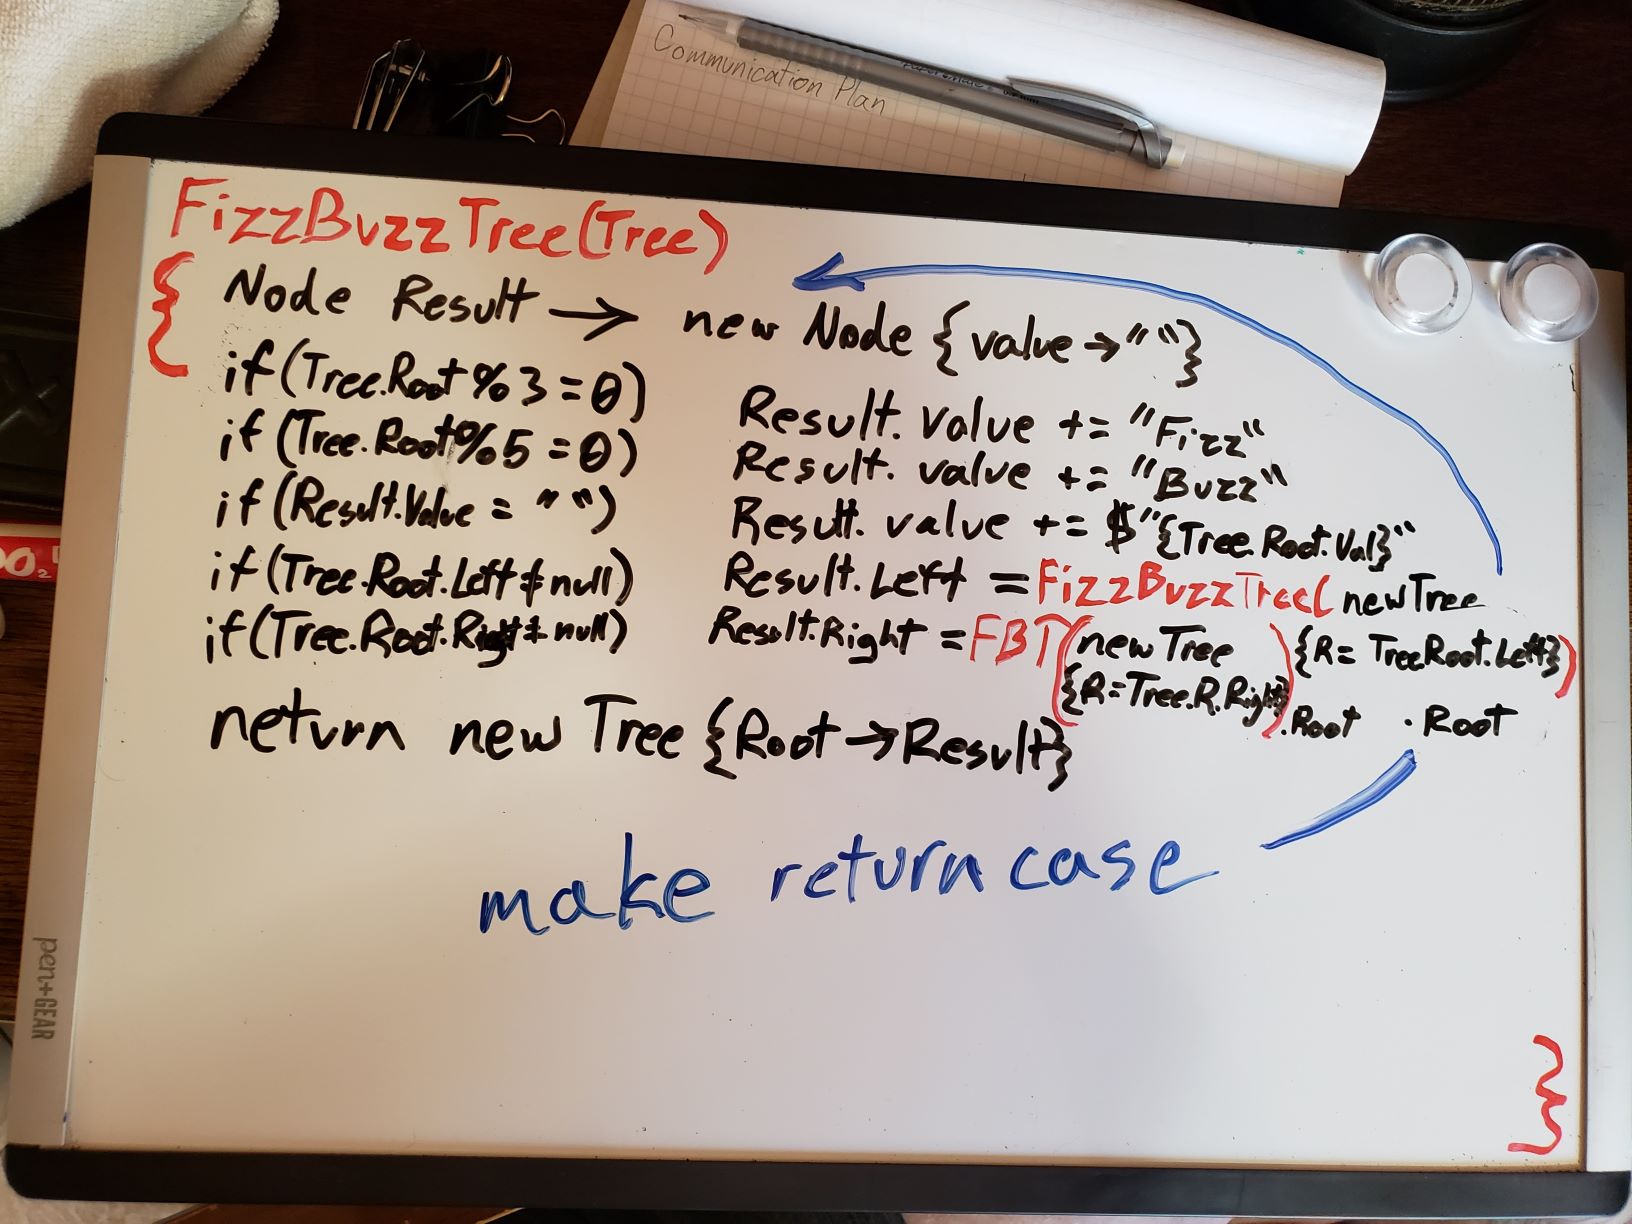 Communication Plan
FizzBuzzTree(Tree)
{
Node Result → new Node {value→""}
if(Tree.Root%3=0) Result.value += "Fizz"
if(Tree.Root%5=0) Result.value += "Buzz"
if(Result.Value = "") Result.value += $"{Tree.Root.Val}"
if(Tree.Root.Left≠null) Result.Left = FizzBuzzTree(newTree
{R=Tree.Root.Left})
.Root
if(Tree.Root.Right≠null) Result.Right = FBT(newTree
{R=Tree.R.Right})
.Root
return new Tree {Root→Result}
make return case
}
pen+GEAR